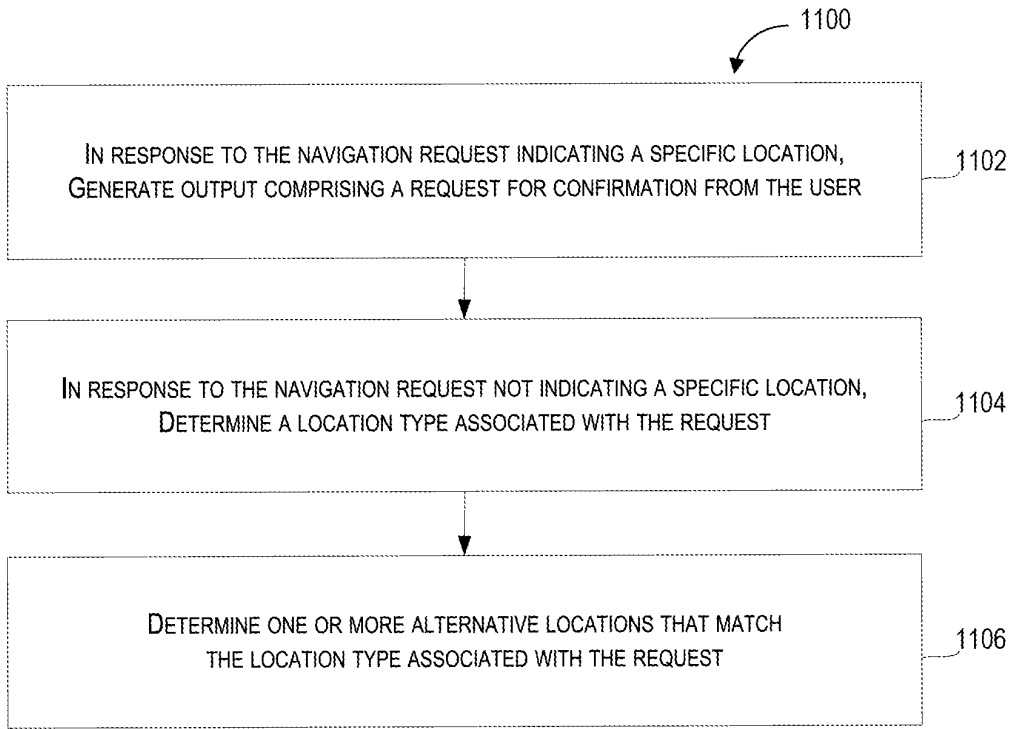 1100
IN RESPONSE TO THE NAVIGATION REQUEST INDICATING A SPECIFIC LOCATION,
GENERATE OUTPUT COMPRISING A REQUEST FOR CONFIRMATION FROM THE USER
1102
IN RESPONSE TO THE NAVIGATION REQUEST NOT INDICATING A SPECIFIC LOCATION,
DETERMINE A LOCATION TYPE ASSOCIATED WITH THE REQUEST
1104
DETERMINE ONE OR MORE ALTERNATIVE LOCATIONS THAT MATCH
THE LOCATION TYPE ASSOCIATED WITH THE REQUEST
1106